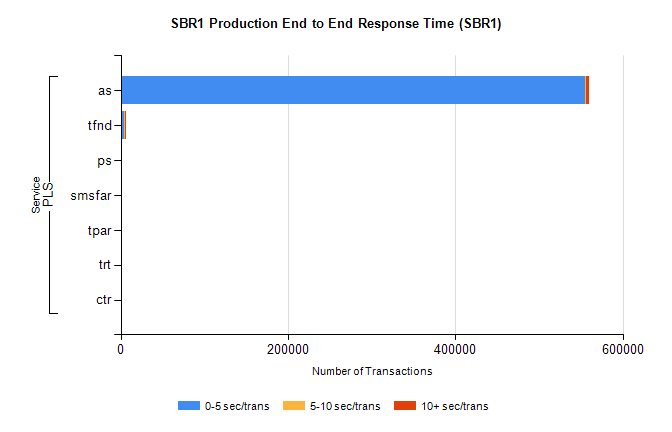 SBR1 Production End to End Response Time (SBR1)
as
tfnd
ps
smsfar
tpar
trt
ctr
Service
PLS
0 200000 400000 600000
Number of Transactions
0-5 sec/trans 5-10 sec/trans 10+ sec/trans